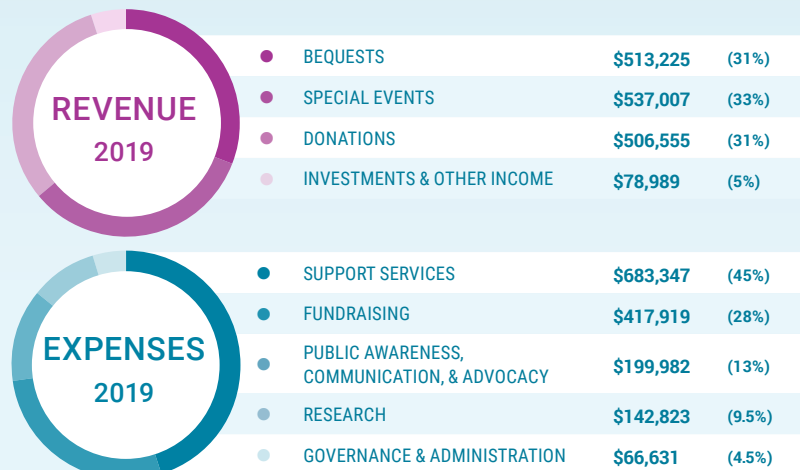 REVENUE
2019
BEQUESTS $513,225 (31%)
SPECIAL EVENTS $537,007 (33%)
DONATIONS $506,555 (31%)
INVESTMENTS & OTHER INCOME $78,989 (5%)
EXPENSES
2019
SUPPORT SERVICES $683,347 (45%)
FUNDRAISING $417,919 (28%)
PUBLIC AWARENESS,
COMMUNICATION, & ADVOCACY $199,982 (13%)
RESEARCH $142,823 (9.5%)
GOVERNANCE & ADMINISTRATION $66,631 (4.5%)